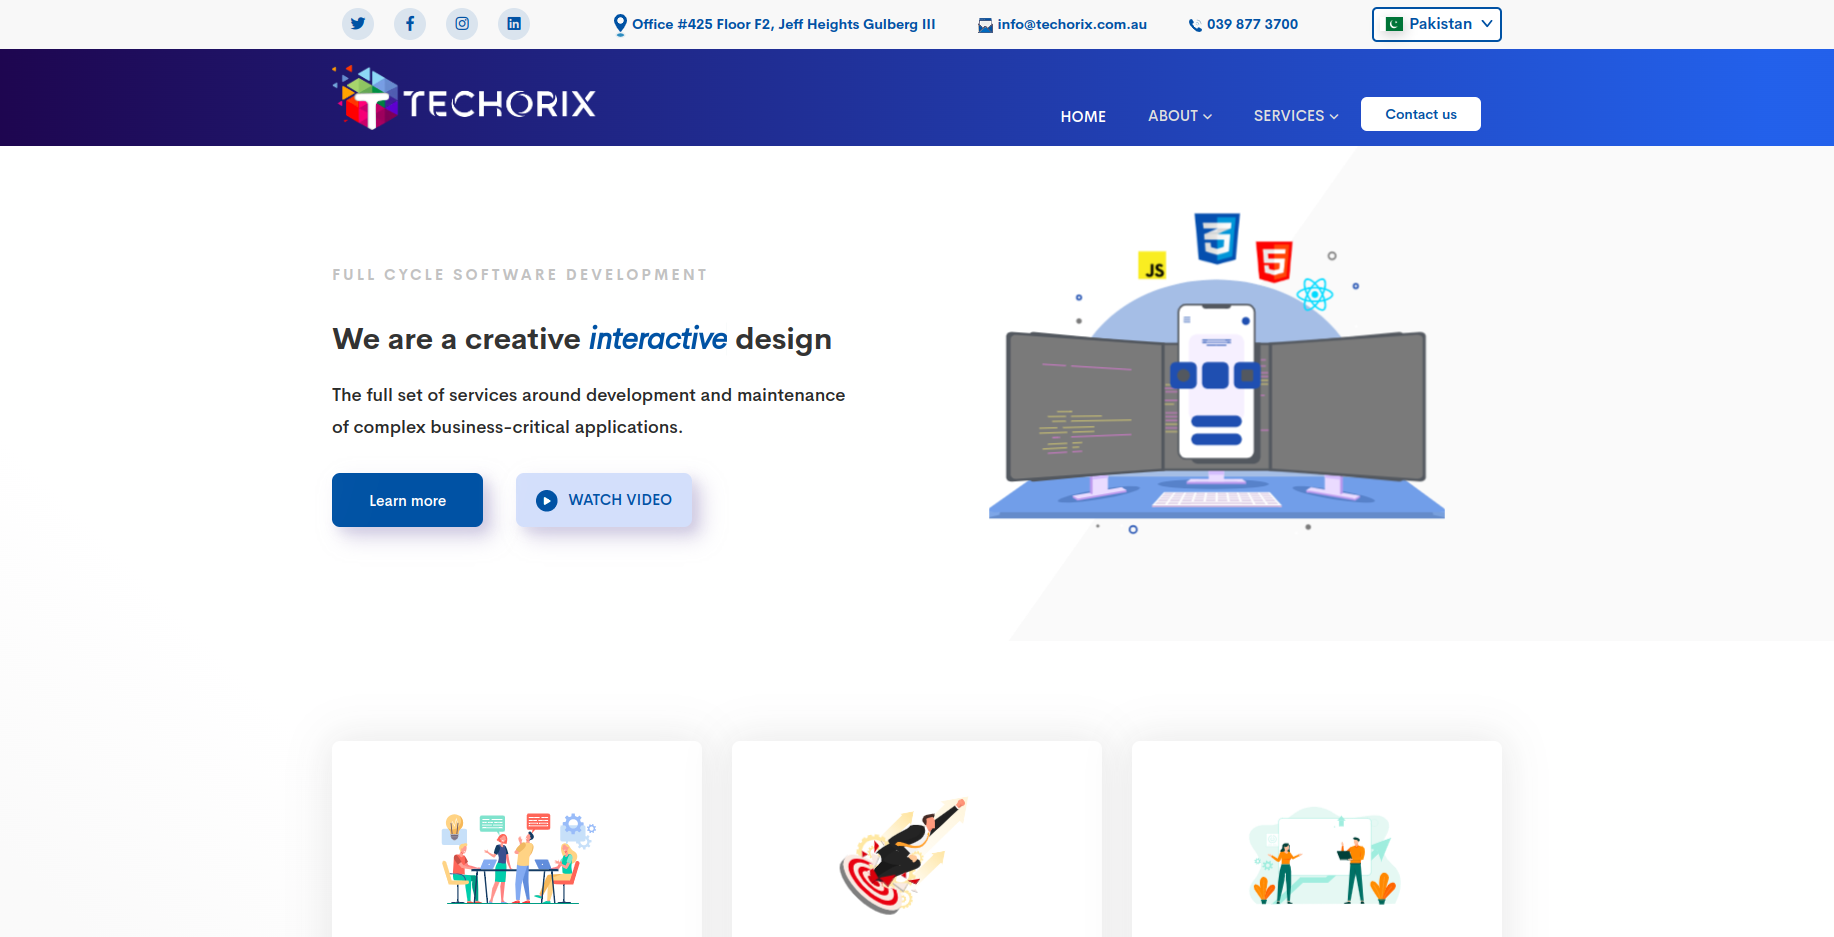 Office #425 Floor F2, Jeff Heights Gulberg III
info@techorix.com.au
039 877 3700
Pakistan
TECHORIX
HOME
ABOUT
SERVICES
Contact us
FULL CYCLE SOFTWARE DEVELOPMENT
We are a creative interactive design
The full set of services around development and maintenance
of complex business-critical applications.
Learn more
WATCH VIDEO
JS
3
5